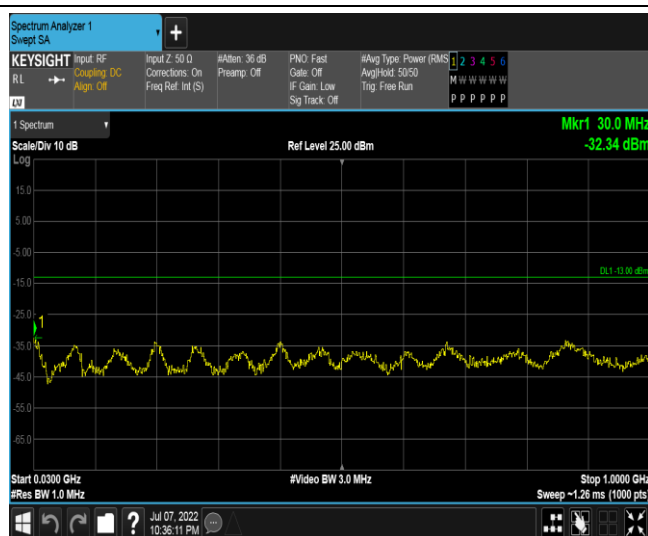 Spectrum Analyzer 1
Swept SA
+
KEYSIGHT
RL
LXI
Input: RF
Coupling: DC
Align: Off
Input Z: 50 Ω
Corrections: On
Freq Ref: Int (S)
#Atten: 36 dB
Preamp: Off
PNO: Fast
Gate: Off
IF Gain: Low
Sig Track: Off
#Avg Type: Power (RMS
Avg|Hold: 50/50
Trig: Free Run
1 2 3 4 5 6
M W W W W W
P P P P P P
1 Spectrum
Mkr1 30.0 MHz
Scale/Div 10 dB
Ref Level 25.00 dBm
-32.34 dBm
Log
15.0
5.00
-5.00
DL1 -13.00 dBm
-15.0
-25.0
1
-35.0
-45.0
-55.0
-65.0
Start 0.0300 GHz
#Video BW 3.0 MHz
Stop 1.0000 GHz
#Res BW 1.0 MHz
Sweep ~1.26 ms (1000 pts)
?
Jul 07, 2022
10:36:11 PM